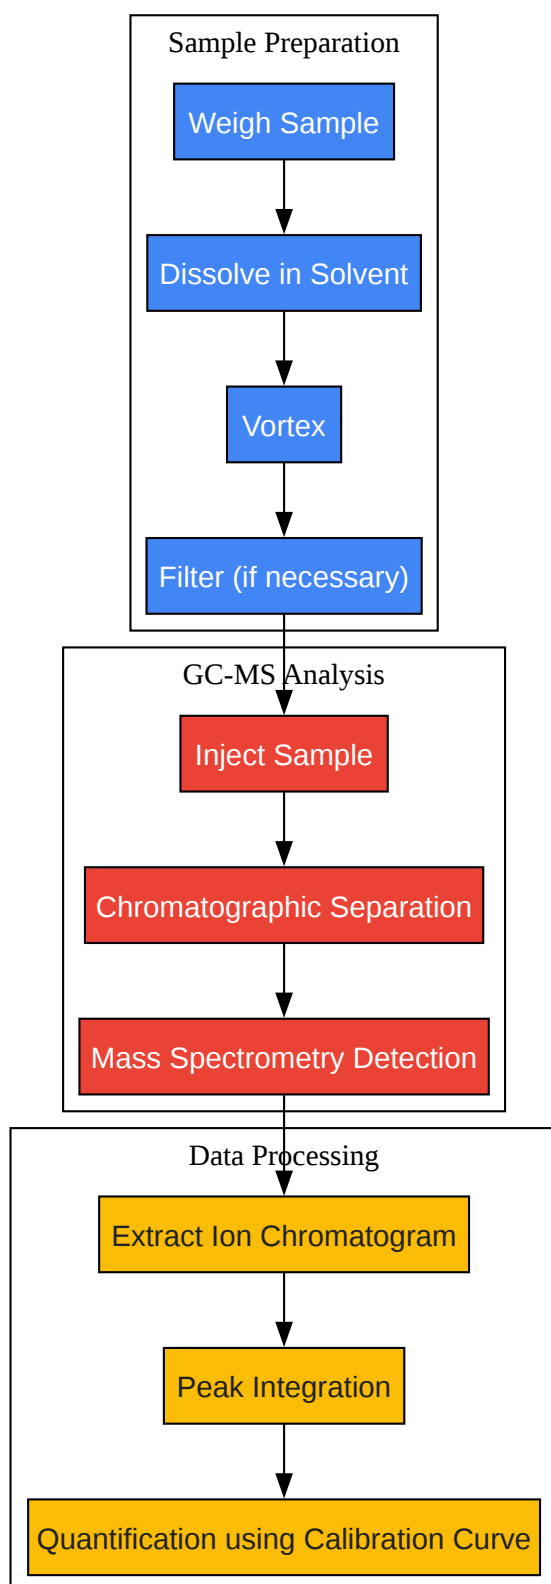 Sample Preparation
Weigh Sample
Dissolve in Solvent
Vortex
Filter (if necessary)
GC-MS Analysis
Inject Sample
Chromatographic Separation
Mass Spectrometry Detection
Data Processing
Extract Ion Chromatogram
Peak Integration
Quantification using Calibration Curve